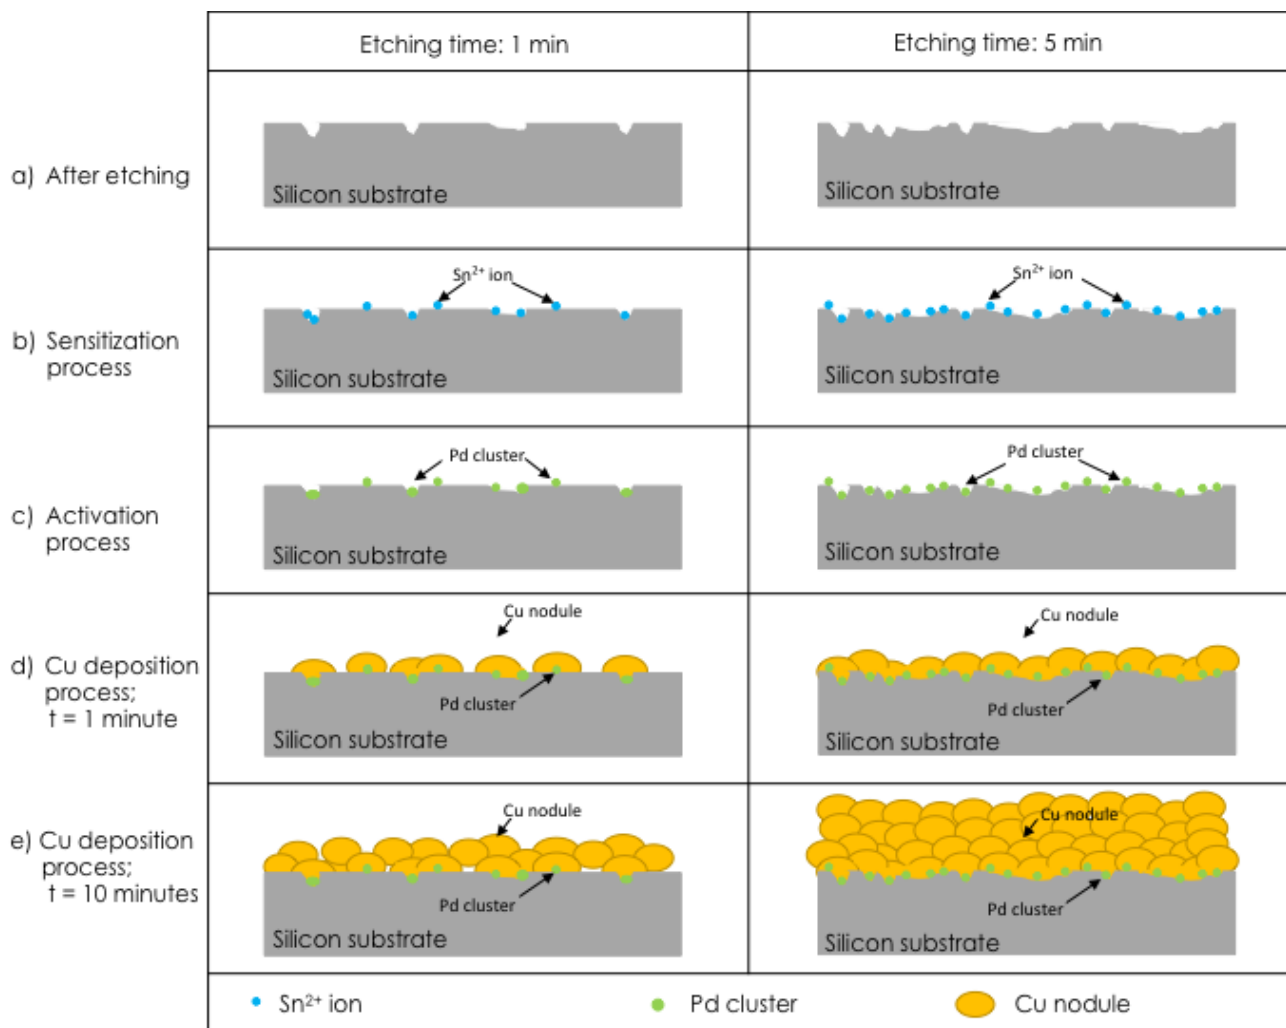 Etching time: 1 min
Etching time: 5 min
a) After etching
Silicon substrate
Silicon substrate
b) Sensitization
process
Sn²⁺ ion
Silicon substrate
Sn²⁺ ion
Silicon substrate
c) Activation
process
Pd cluster
Silicon substrate
Pd cluster
Silicon substrate
d) Cu deposition
process;
t = 1 minute
Cu nodule
Pd cluster
Silicon substrate
Cu nodule
Pd cluster
Silicon substrate
e) Cu deposition
process;
t = 10 minutes
Cu nodule
Pd cluster
Silicon substrate
Cu nodule
Pd cluster
Silicon substrate
Sn²⁺ ion
Pd cluster
Cu nodule